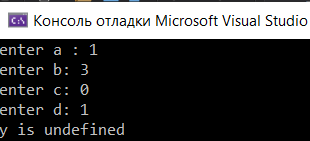 C:\ Консоль отладки Microsoft Visual Studio
enter a : 1
enter b: 3
enter c: 0
enter d: 1
y is undefined